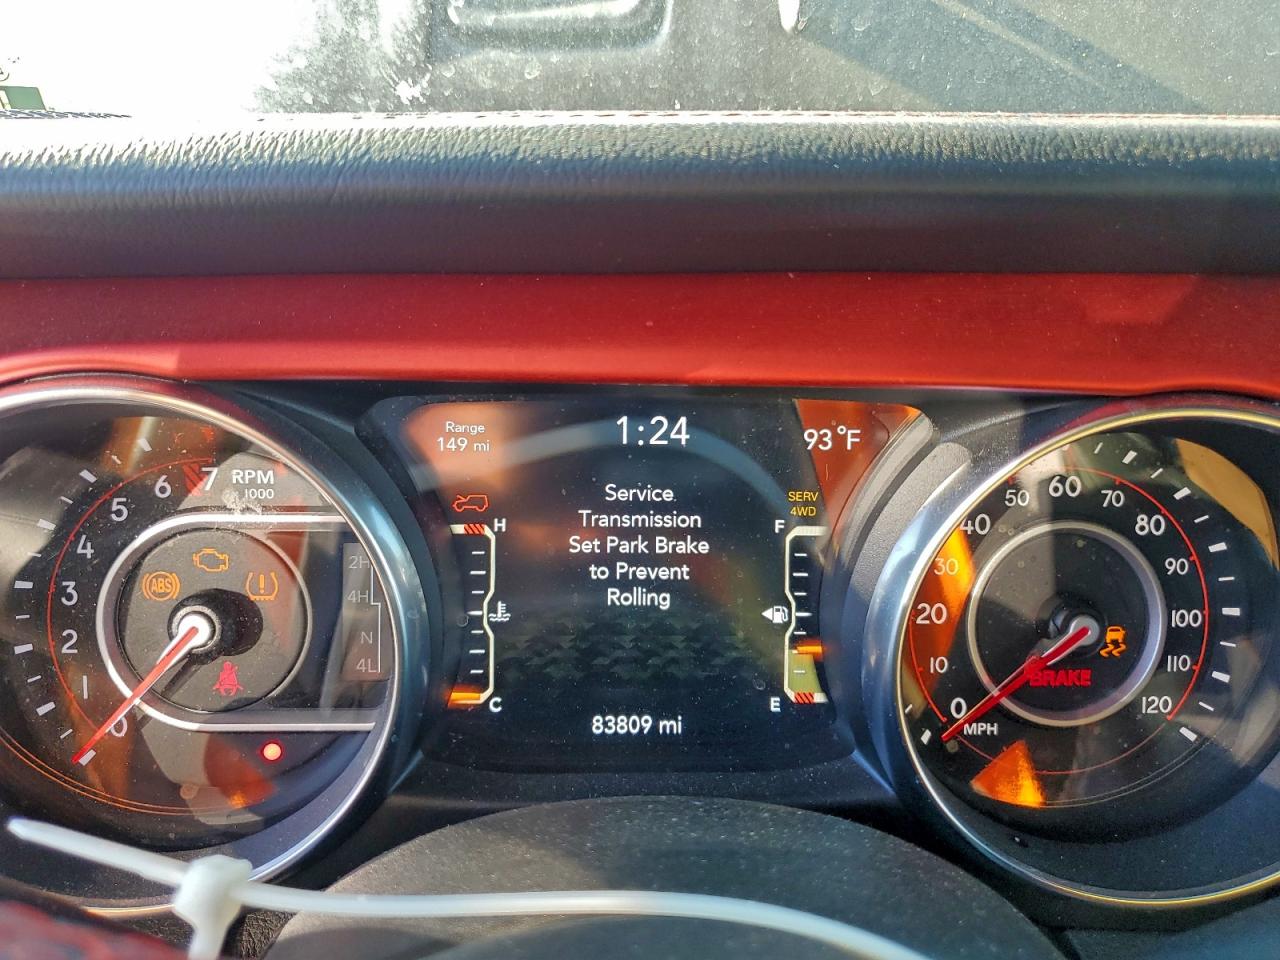 Range
149 mi
1:24
93°F
SERV
4WD
Service
Transmission
Set Park Brake
to Prevent
Rolling
H
C
F
E
83809 mi
7 RPM
1000
6
5
4
3
2
1
0
ABS
2H
4H
N
4L
0
10
20
30
40
50
60
70
80
90
100
110
120
MPH
BRAKE